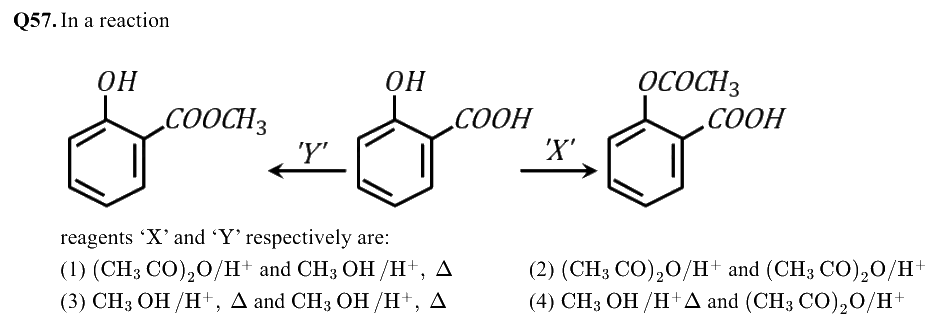 Q57. In a reaction
OH OH OCOCH₃
COOCH₃ COOH COOH
'Y' 'X'
reagents ‘X’ and ‘Y’ respectively are:
(1) (CH₃ CO)₂O/H⁺ and CH₃ OH /H⁺, Δ (2) (CH₃ CO)₂O/H⁺ and (CH₃ CO)₂O/H⁺
(3) CH₃ OH /H⁺, Δ and CH₃ OH /H⁺, Δ (4) CH₃ OH /H⁺Δ and (CH₃ CO)₂O/H⁺